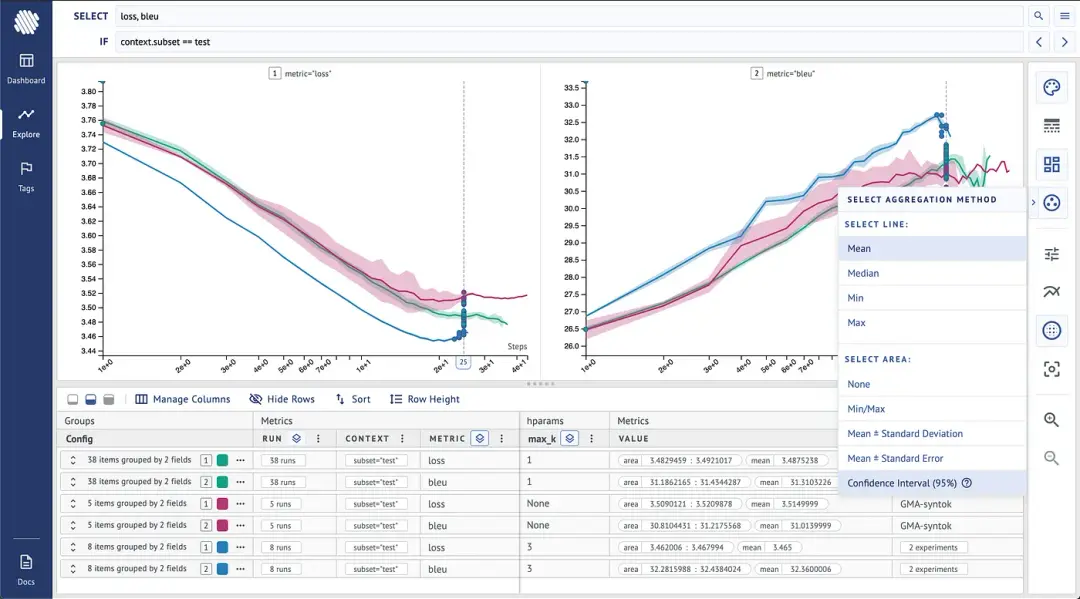 SELECT loss, bleu
IF context.subset == test
Dashboard
Explore
Tags
Docs
1 metric="loss"
3.80
3.78
3.76
3.74
3.72
3.70
3.68
3.66
3.64
3.62
3.60
3.58
3.56
3.54
3.52
3.50
3.48
3.46
3.44
1e+0
2e+0
3e+0
4e+0
5e+0
6e+0
7e+0
1e+1
2e+1
25
3e+1
4e+1
Steps
2 metric="bleu"
33.5
33.0
32.5
32.0
31.5
31.0
30.5
30.0
29.5
29.0
28.5
28.0
27.5
27.0
26.5
26.0
1e+0
2e+0
3e+0
4e+0
5e+0
6e+0
7e+0
SELECT AGGREGATION METHOD
SELECT LINE:
Mean
Median
Min
Max
SELECT AREA:
None
Min/Max
Mean ± Standard Deviation
Mean ± Standard Error
Confidence Interval (95%)
Manage Columns Hide Rows Sort Row Height
Groups Metrics hparams Metrics
Config RUN CONTEXT METRIC max_k VALUE
38 items grouped by 2 fields 1 38 runs subset="test" loss 1 area 3.4829459 : 3.4921017 mean 3.4875238
38 items grouped by 2 fields 2 38 runs subset="test" bleu 1 area 31.1862165 : 31.4344287 mean 31.3103226
5 items grouped by 2 fields 1 5 runs subset="test" loss None area 3.5090165 : 3.5209878 mean 3.5149999 GMA-syntok
5 items grouped by 2 fields 2 5 runs subset="test" bleu None area 30.8104431 : 31.2175568 mean 31.0139999 GMA-syntok
8 items grouped by 2 fields 1 8 runs subset="test" loss 3 area 3.462006 : 3.467994 mean 3.465 2 experiments
8 items grouped by 2 fields 2 8 runs subset="test" bleu 3 area 32.2815988 : 32.4384024 mean 32.3600006 2 experiments